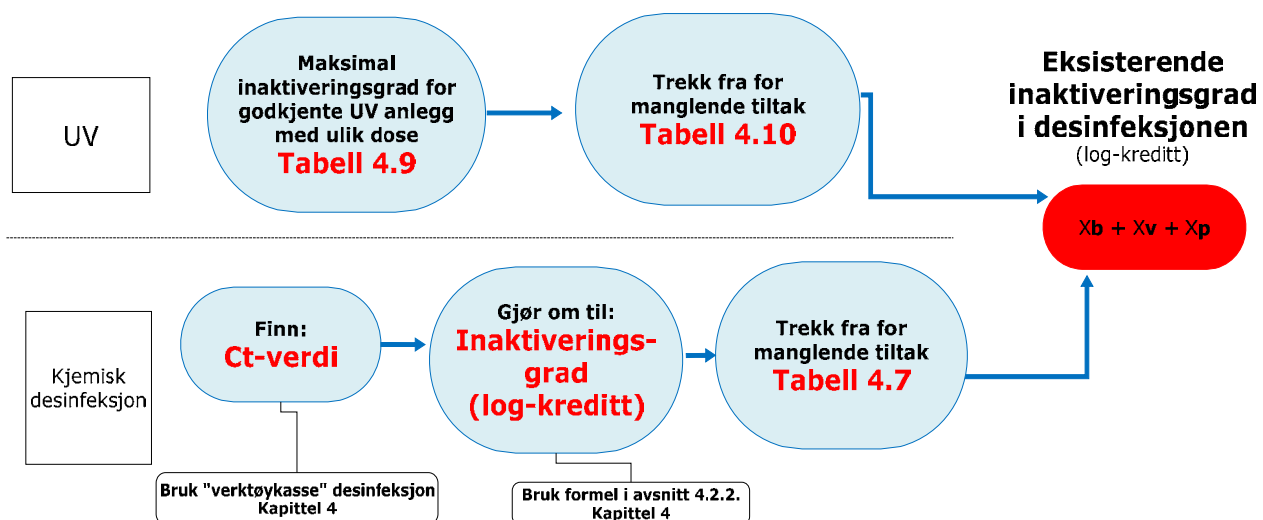 UV
Maksimal
inaktiveringsgrad for
godkjente UV anlegg
med ulik dose
Tabell 4.9
Trekk fra for
manglende tiltak
Tabell 4.10
Eksisterende
inaktiveringsgrad
i desinfeksjonen
(log-kreditt)
Xb + Xv + Xp
Kjemisk
desinfeksjon
Finn:
Ct-verdi
Gjør om til:
Inaktiverings-
grad
(log-kreditt)
Trekk fra for
manglende tiltak
Tabell 4.7
Bruk "verktøykasse" desinfeksjon
Kapittel 4
Bruk formel i avsnitt 4.2.2.
Kapittel 4